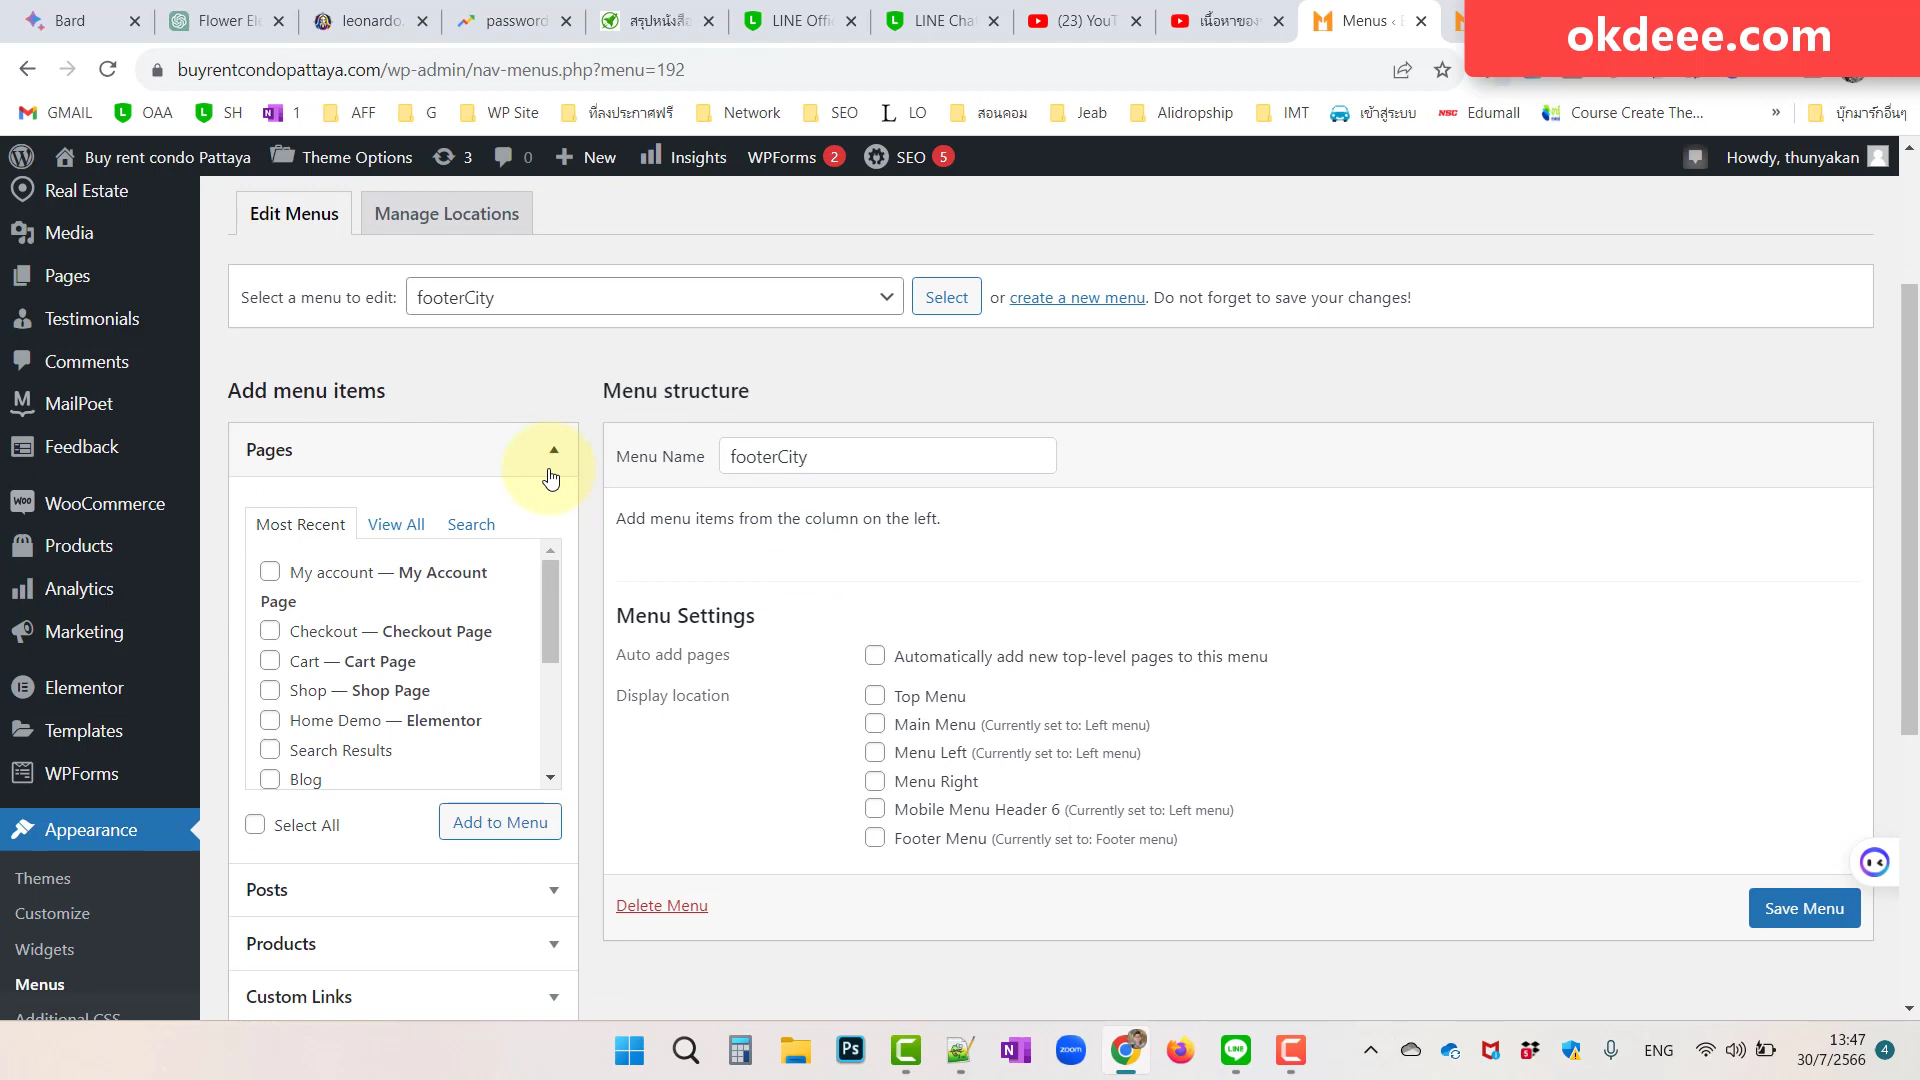 Bard
Flower El
leonardo.
password
สรุปหนังสือ
LINE Offi
LINE Cha
(23) YouT
เนื้อหาของ
Menus ‹ B
okdeee.com
buyrentcondopattaya.com/wp-admin/nav-menus.php?menu=192
GMAIL
OAA
SH
1
AFF
G
WP Site
ที่ลงประกาศฟรี
Network
SEO
LO
สอนคอม
Jeab
Alidropship
IMT
เข้าสู่ระบบ
NSC Edumall
Course Create The...
»
บุ๊กมาร์กอื่นๆ
Buy rent condo Pattaya
Theme Options
3
0
New
Insights
WPForms 2
SEO 5
Howdy, thunyakan
Real Estate
Media
Pages
Testimonials
Comments
MailPoet
Feedback
WooCommerce
Products
Analytics
Marketing
Elementor
Templates
WPForms
Appearance
Themes
Customize
Widgets
Menus
Additional CSS
Edit Menus
Manage Locations
Select a menu to edit:
footerCity
Select
or create a new menu. Do not forget to save your changes!
Add menu items
Pages
Most Recent
View All
Search
My account — My Account
Page
Checkout — Checkout Page
Cart — Cart Page
Shop — Shop Page
Home Demo — Elementor
Search Results
Blog
Select All
Add to Menu
Posts
Products
Custom Links
Menu structure
Menu Name
footerCity
Add menu items from the column on the left.
Menu Settings
Auto add pages
Automatically add new top-level pages to this menu
Display location
Top Menu
Main Menu (Currently set to: Left menu)
Menu Left (Currently set to: Left menu)
Menu Right
Mobile Menu Header 6 (Currently set to: Left menu)
Footer Menu (Currently set to: Footer menu)
Delete Menu
Save Menu
ENG
13:47
30/7/2566
4